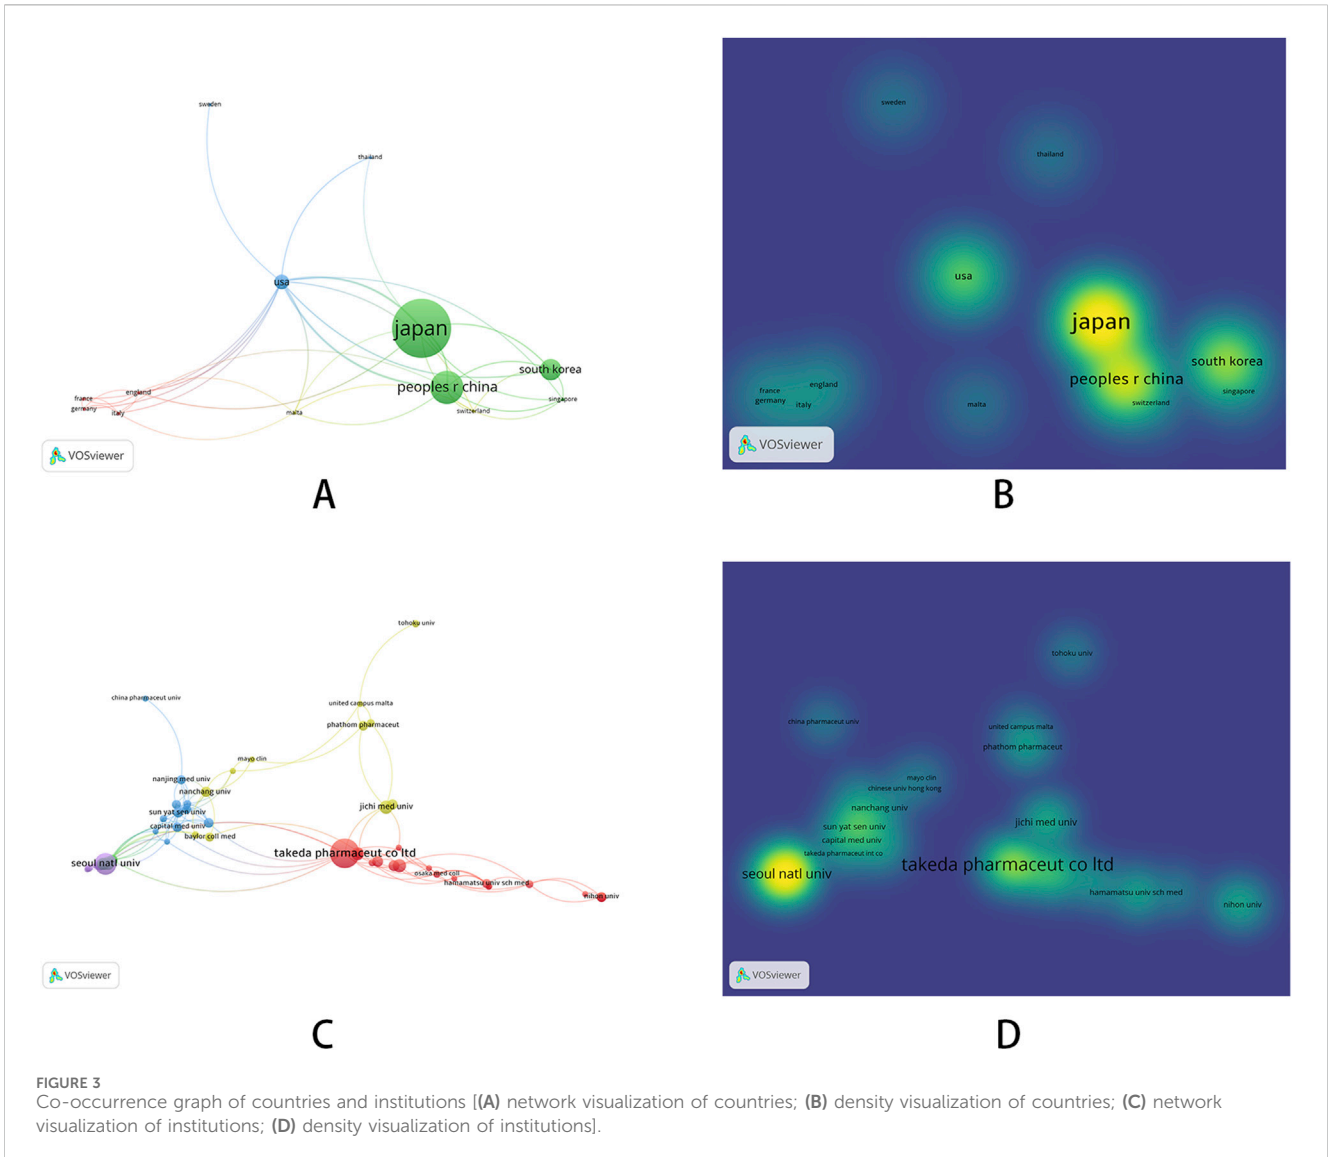 sweden
thailand
usa
japan
south korea
peoples r china
england
france
germany
italy
malta
switzerland
singapore
VOSviewer
A
sweden
thailand
usa
japan
south korea
peoples r china
england
france
germany
italy
malta
switzerland
singapore
VOSviewer
B
tohoku univ
china pharmaceut univ
united campus malta
phathom pharmaceut
mayo clin
nanjing med univ
nanchang univ
jichi med univ
sun yat sen univ
capital med univ
baylor coll med
takeda pharmaceut co ltd
seoul natl univ
osaka med coll
hamamatsu univ sch med
nihon univ
VOSviewer
C
tohoku univ
china pharmaceut univ
united campus malta
phathom pharmaceut
mayo clin
chinese univ hong kong
nanchang univ
jichi med univ
sun yat sen univ
capital med univ
takeda pharmaceut int co
takeda pharmaceut co ltd
seoul natl univ
hamamatsu univ sch med
nihon univ
VOSviewer
D
FIGURE 3
Co-occurrence graph of countries and institutions [(A) network visualization of countries; (B) density visualization of countries; (C) network
visualization of institutions; (D) density visualization of institutions].